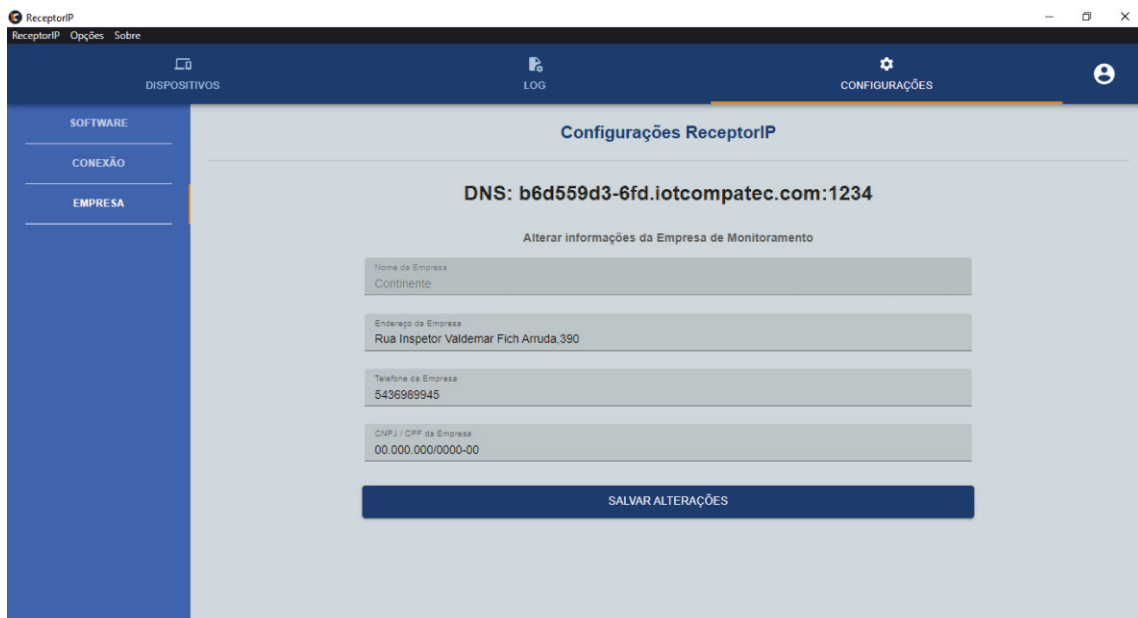 ReceptorIP
ReceptorIP Opções Sobre
DISPOSITIVOS
LOG
CONFIGURAÇÕES
SOFTWARE
CONEXÃO
EMPRESA
Configurações ReceptorIP
DNS: b6d559d3-6fd.iotcompatec.com:1234
Alterar informações da Empresa de Monitoramento
Nome da Empresa
Continente
Endereço da Empresa
Rua Inspetor Valdemar Fich Arruda,390
Telefone da Empresa
5436989945
CNPJ / CPF da Empresa
00.000.000/0000-00
SALVAR ALTERAÇÕES